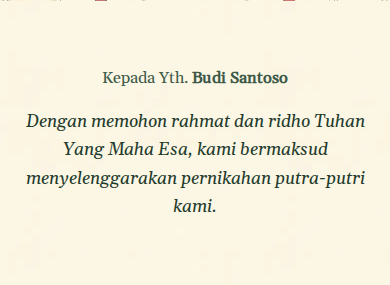 Kepada Yth. Budi Santoso
Dengan memohon rahmat dan ridho Tuhan
Yang Maha Esa, kami bermaksud
menyelenggarakan pernikahan putra-putri
kami.